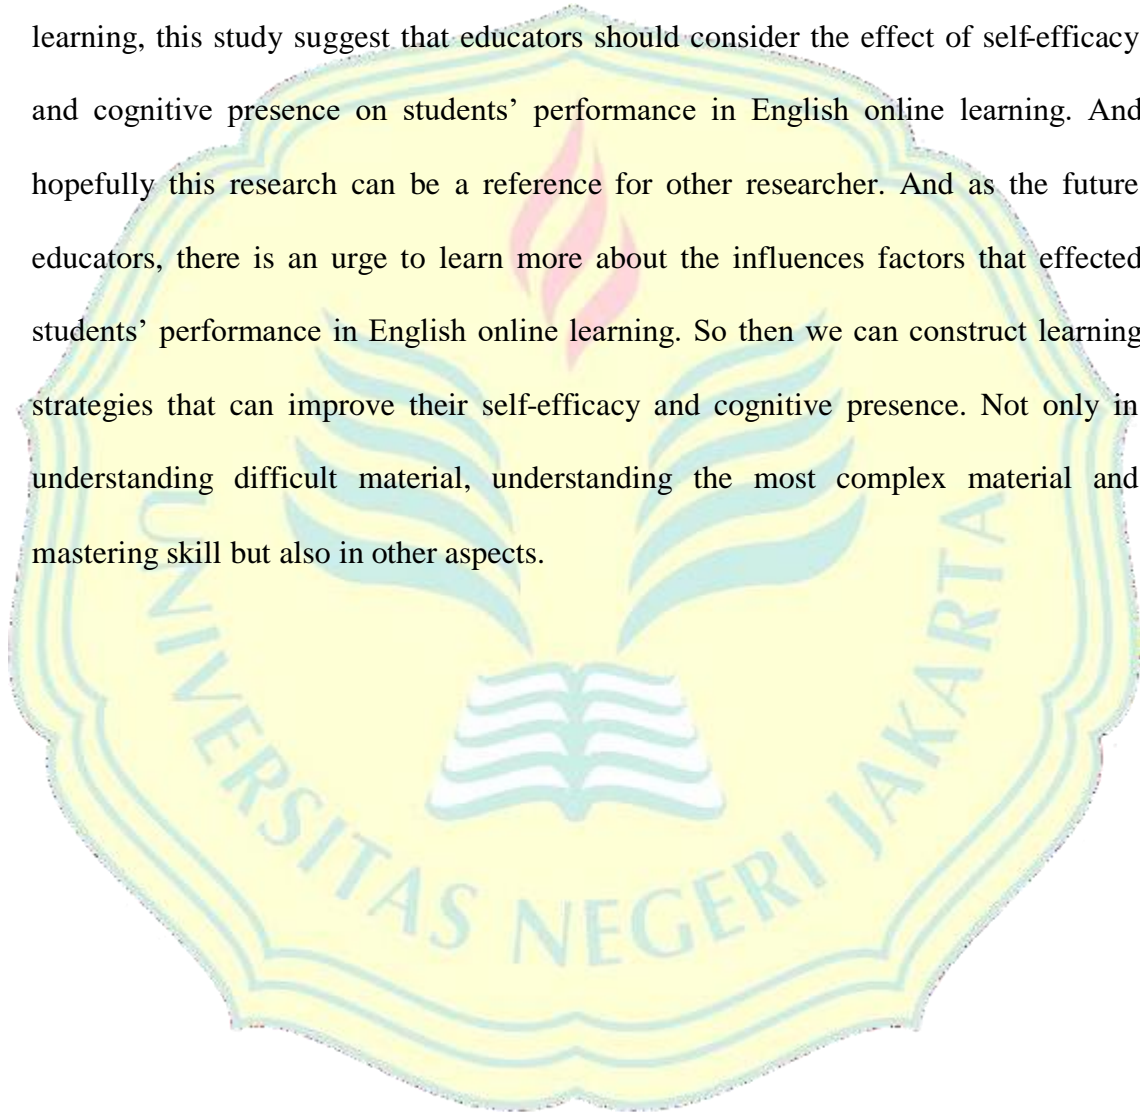 learning, this study suggest that educators should consider the effect of self-efficacy
and cognitive presence on students’ performance in English online learning. And
hopefully this research can be a reference for other researcher. And as the future
educators, there is an urge to learn more about the influences factors that effected
students’ performance in English online learning. So then we can construct learning
strategies that can improve their self-efficacy and cognitive presence. Not only in
understanding difficult material, understanding the most complex material and
mastering skill but also in other aspects.
UNIVERSITAS NEGERI JAKARTA